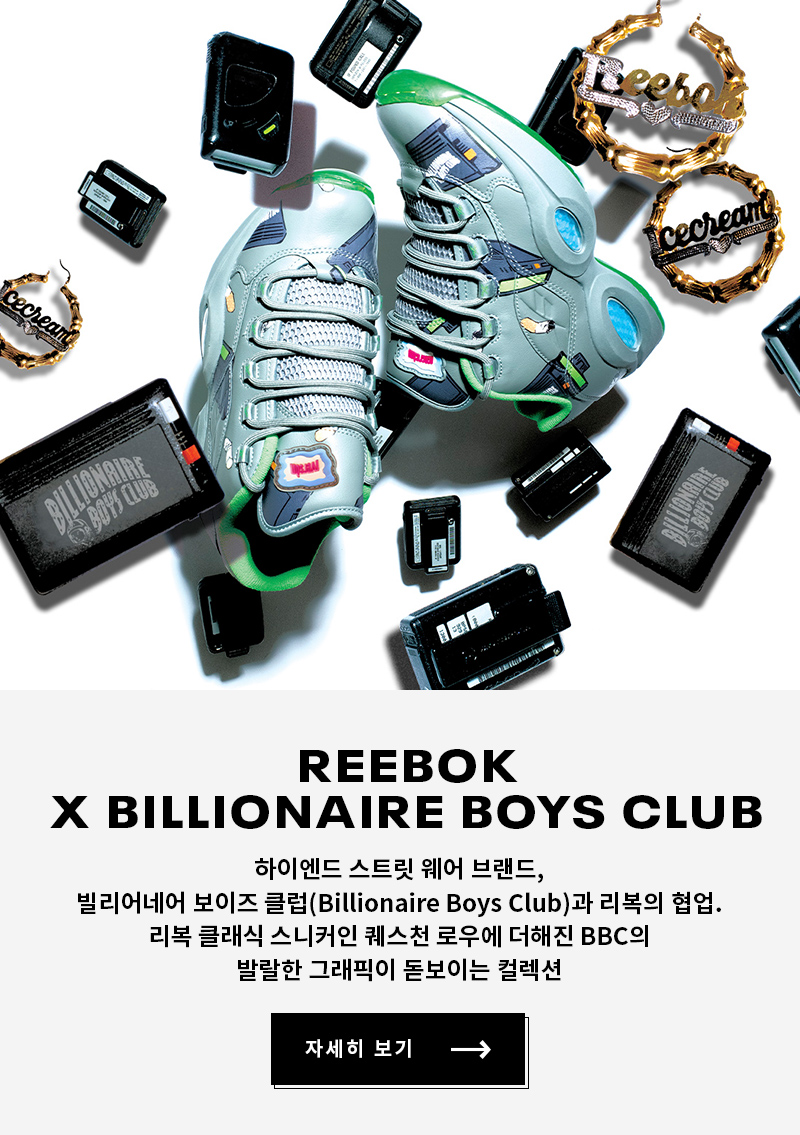 Reebok
Icecream
Icecream
BILLIONAIRE
BOYS CLUB
BILLIONAIRE
BOYS CLUB
REEBOK
X BILLIONAIRE BOYS CLUB
하이엔드 스트릿 웨어 브랜드,
빌리어네어 보이즈 클럽(Billionaire Boys Club)과 리복의 협업.
리복 클래식 스니커인 퀘스천 로우에 더해진 BBC의
발랄한 그래픽이 돋보이는 컬렉션
자세히 보기